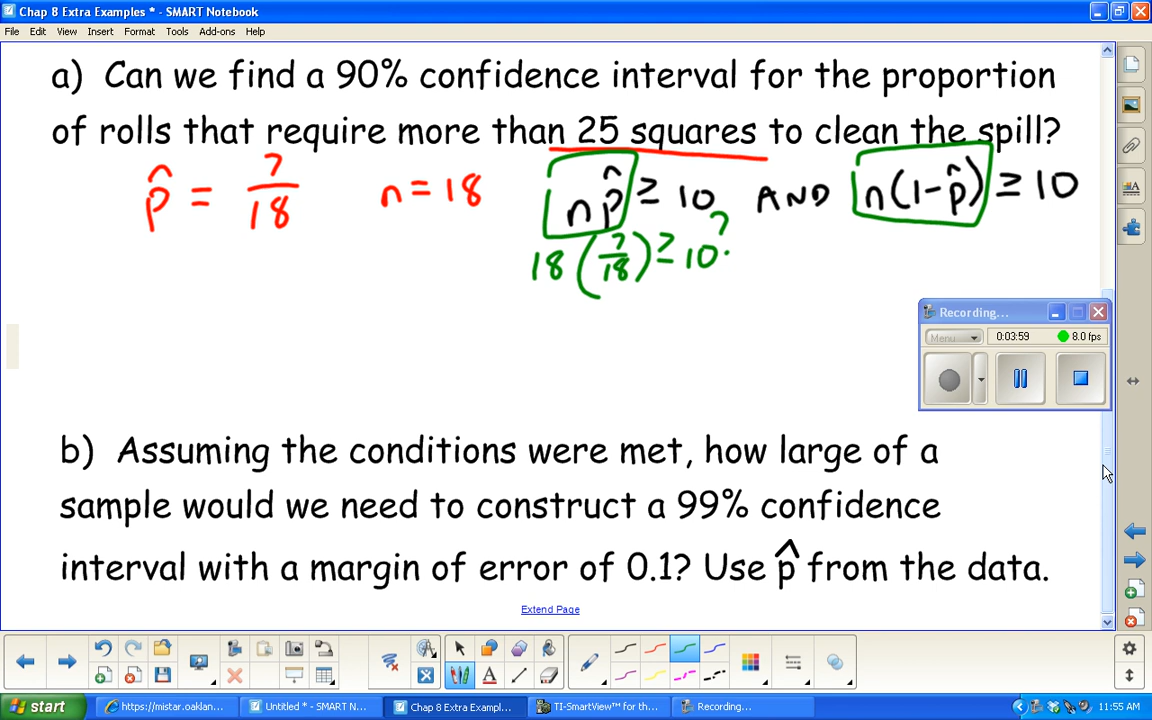 Chap 8 Extra Examples * - SMART Notebook
File Edit View Insert Format Tools Add-ons Help
a) Can we find a 90% confidence interval for the proportion
of rolls that require more than 25 squares to clean the spill?
p̂ = 7/18 n = 18 np̂ ≥ 10 AND n(1-p̂) ≥ 10
18 (7/18) ≥ 10?
Recording...
Menu 0:03:59 8.0 fps
b) Assuming the conditions were met, how large of a
sample would we need to construct a 99% confidence
interval with a margin of error of 0.1? Use p̂ from the data.
Extend Page
start https://mistar.oaklan... Untitled * - SMART N... Chap 8 Extra Exampl... TI-SmartView™ for th... Recording... 11:55 AM